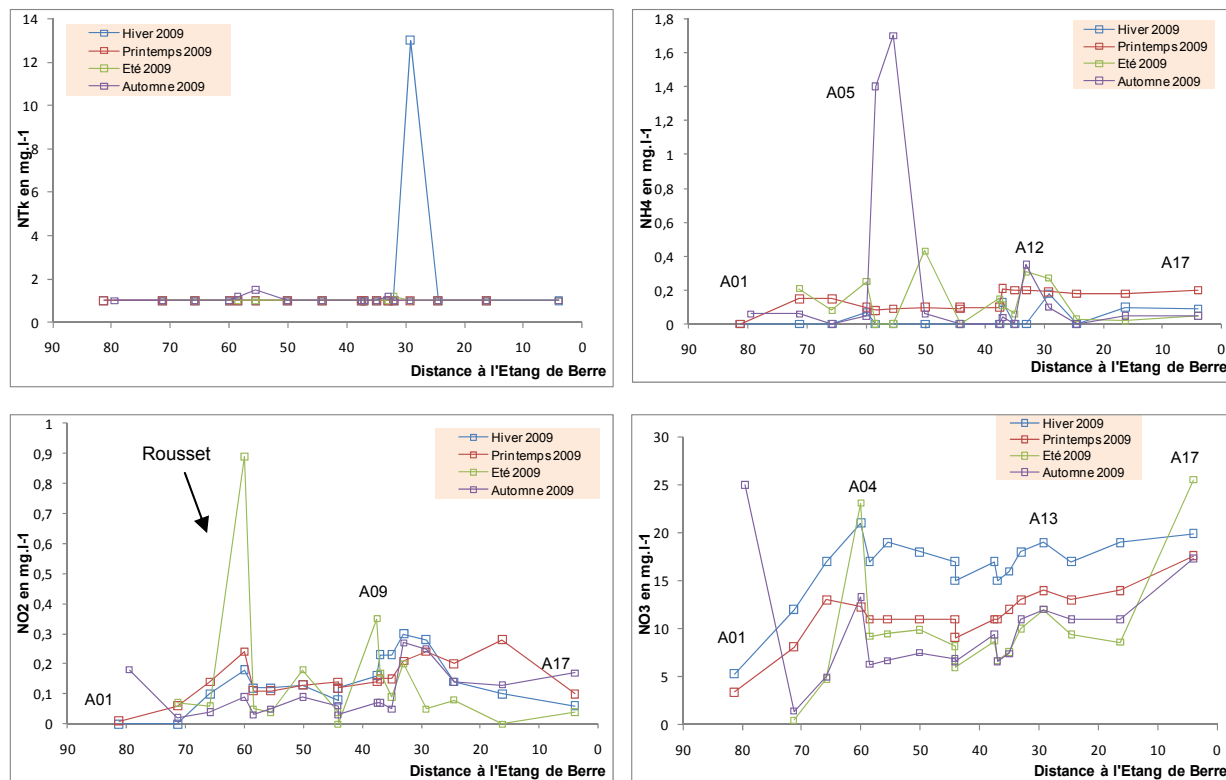 14
12
10
8
6
4
2
0
NTk en mg.l-1
Hiver 2009
Printemps 2009
Eté 2009
Automne 2009
90 80 70 60 50 40 30 20 10 0
Distance à l'Etang de Berre
1,8
1,6
1,4
1,2
1
0,8
0,6
0,4
0,2
0
NH4 en mg.l-1
Hiver 2009
Printemps 2009
Eté 2009
Automne 2009
A05
A12
A01
A17
90 80 70 60 50 40 30 20 10 0
Distance à l'Etang de Berre
1
0,9
0,8
0,7
0,6
0,5
0,4
0,3
0,2
0,1
0
NO2 en mg.l-1
Hiver 2009
Printemps 2009
Eté 2009
Automne 2009
Rousset
A09
A17
A01
90 80 70 60 50 40 30 20 10 0
Distance à l'Etang de Berre
30
25
20
15
10
5
0
NO3 en mg.l-1
Hiver 2009
Printemps 2009
Eté 2009
Automne 2009
A17
A04
A13
A01
90 80 70 60 50 40 30 20 10 0
Distance à l'Etang de Berre